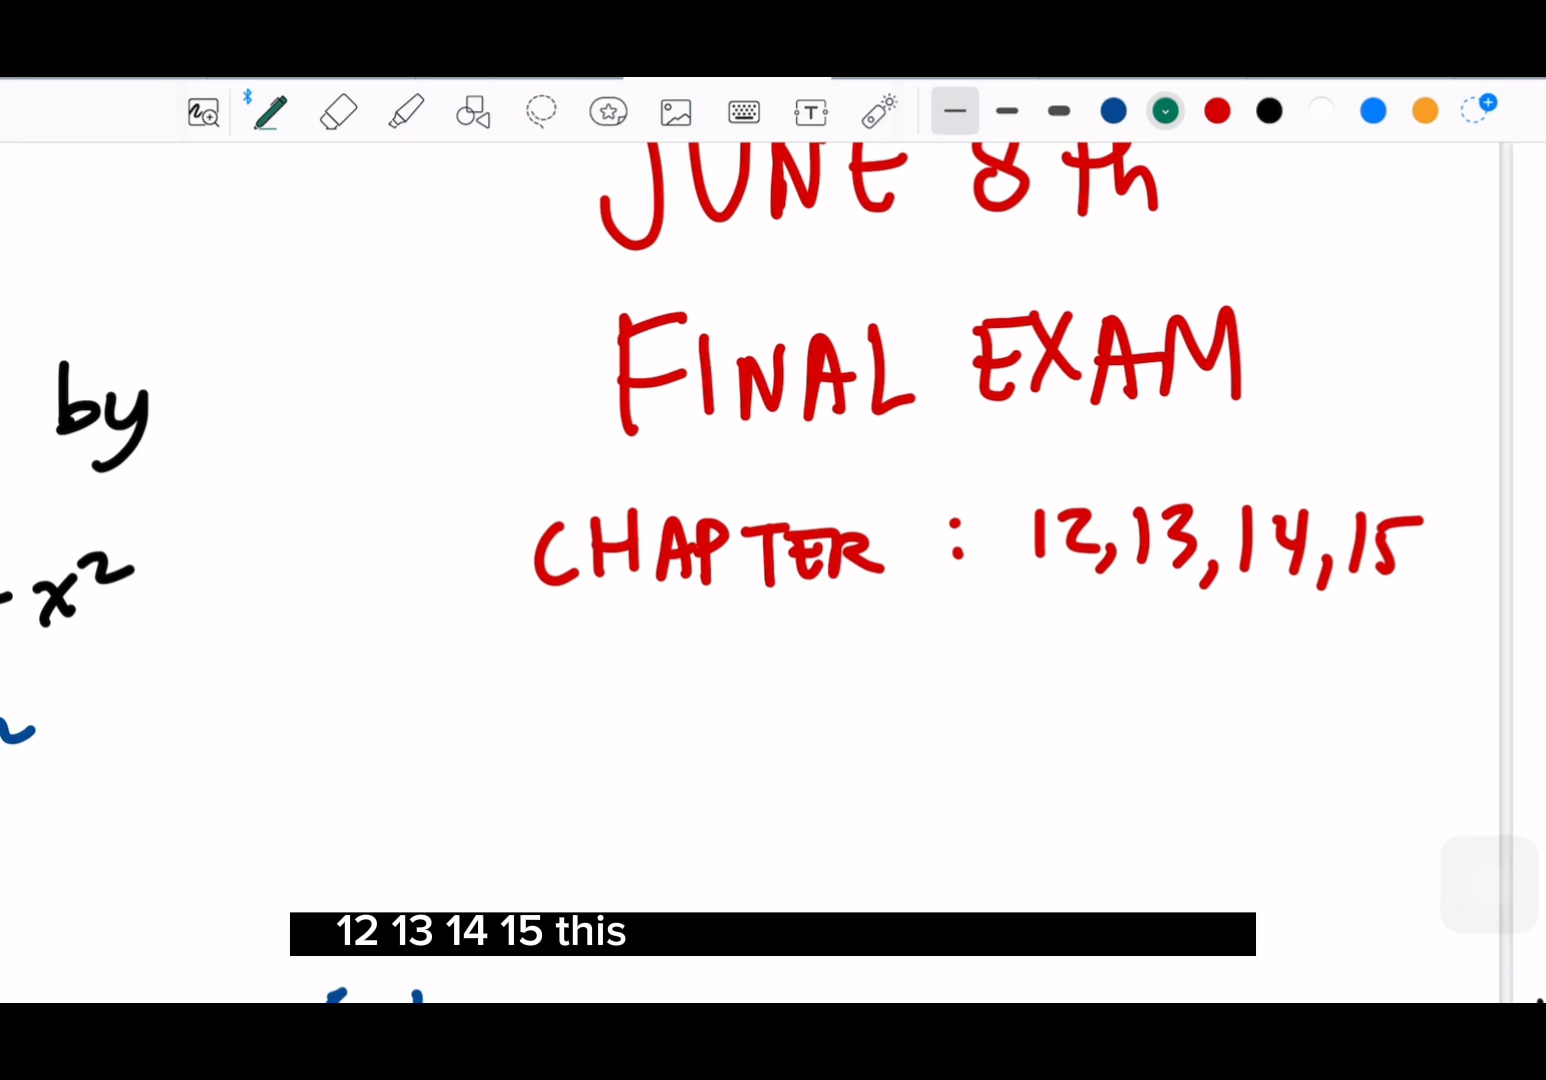 JUNE 8th
FINAL EXAM
by
CHAPTER : 12, 13, 14, 15
- x²
12 13 14 15 this